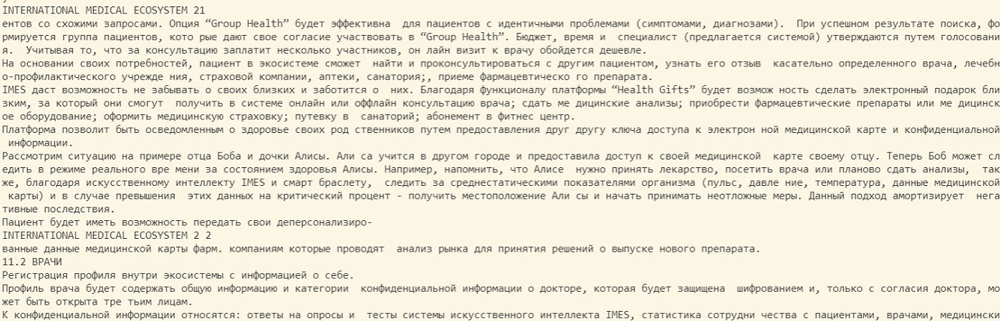 INTERNATIONAL MEDICAL ECOSYSTEM 21
ентов со схожими запросами. Опция “Group Health” будет эффективна  для пациентов с идентичными проблемами (симптомами, диагнозами).  При успешном результате поиска, фо
рмируется группа пациентов, кото рые дают свое согласие участвовать в “Group Health”. Бюджет, время и  специалист (предлагается системой) утверждаются путем голосовани
я.  Учитывая то, что за консультацию заплатит несколько участников, он лайн визит к врачу обойдется дешевле.
На основании своих потребностей, пациент в экосистеме сможет  найти и проконсультироваться с другим пациентом, узнать его отзыв  касательно определенного врача, лечебн
о-профилактического учрежде ния, страховой компании, аптеки, санатория;, приеме фармацевтическо го препарата.
IMES даст возможность не забывать о своих близких и заботится о  них. Благодаря функционалу платформы “Health Gifts” будет возмож ность сделать электронный подарок бли
зким, за который они смогут  получить в системе онлайн или оффлайн консультацию врача; сдать ме дицинские анализы; приобрести фармацевтические препараты или ме дицинск
ое оборудование; оформить медицинскую страховку; путевку в  санаторий; абонемент в фитнес центр.
Платформа позволит быть осведомленным о здоровье своих род ственников путем предоставления друг другу ключа доступа к электрон ной медицинской карте и конфиденциальной
 информации.
Рассмотрим ситуацию на примере отца Боба и дочки Алисы. Али са учится в другом городе и предоставила доступ к своей медицинской  карте своему отцу. Теперь Боб может сл
едить в режиме реального вре мени за состоянием здоровья Алисы. Например, напомнить, что Алисе  нужно принять лекарство, посетить врача или планово сдать анализы,  так
же, благодаря искусственному интеллекту IMES и смарт браслету,  следить за среднестатическими показателями организма (пульс, давле ние, температура, данные медицинской
 карты) и в случае превышения  этих данных на критический процент - получить местоположение Али сы и начать принимать неотложные меры. Данный подход амортизирует  нега
тивные последствия.
Пациент будет иметь возможность передать свои деперсонализиро-
INTERNATIONAL MEDICAL ECOSYSTEM 2 2
ванные данные медицинской карты фарм. компаниям которые проводят  анализ рынка для принятия решений о выпуске нового препарата.
11.2 ВРАЧИ
Регистрация профиля внутри экосистемы с информацией о себе.
Профиль врача будет содержать общую информацию и категории  конфиденциальной информации о докторе, которая будет защищена  шифрованием и, только с согласия доктора, мо
жет быть открыта тре тьим лицам.
К конфиденциальной информации относятся: ответы на опросы и  тесты системы искусственного интеллекта IMES, статистика сотрудни чества с пациентами, врачами, медицински